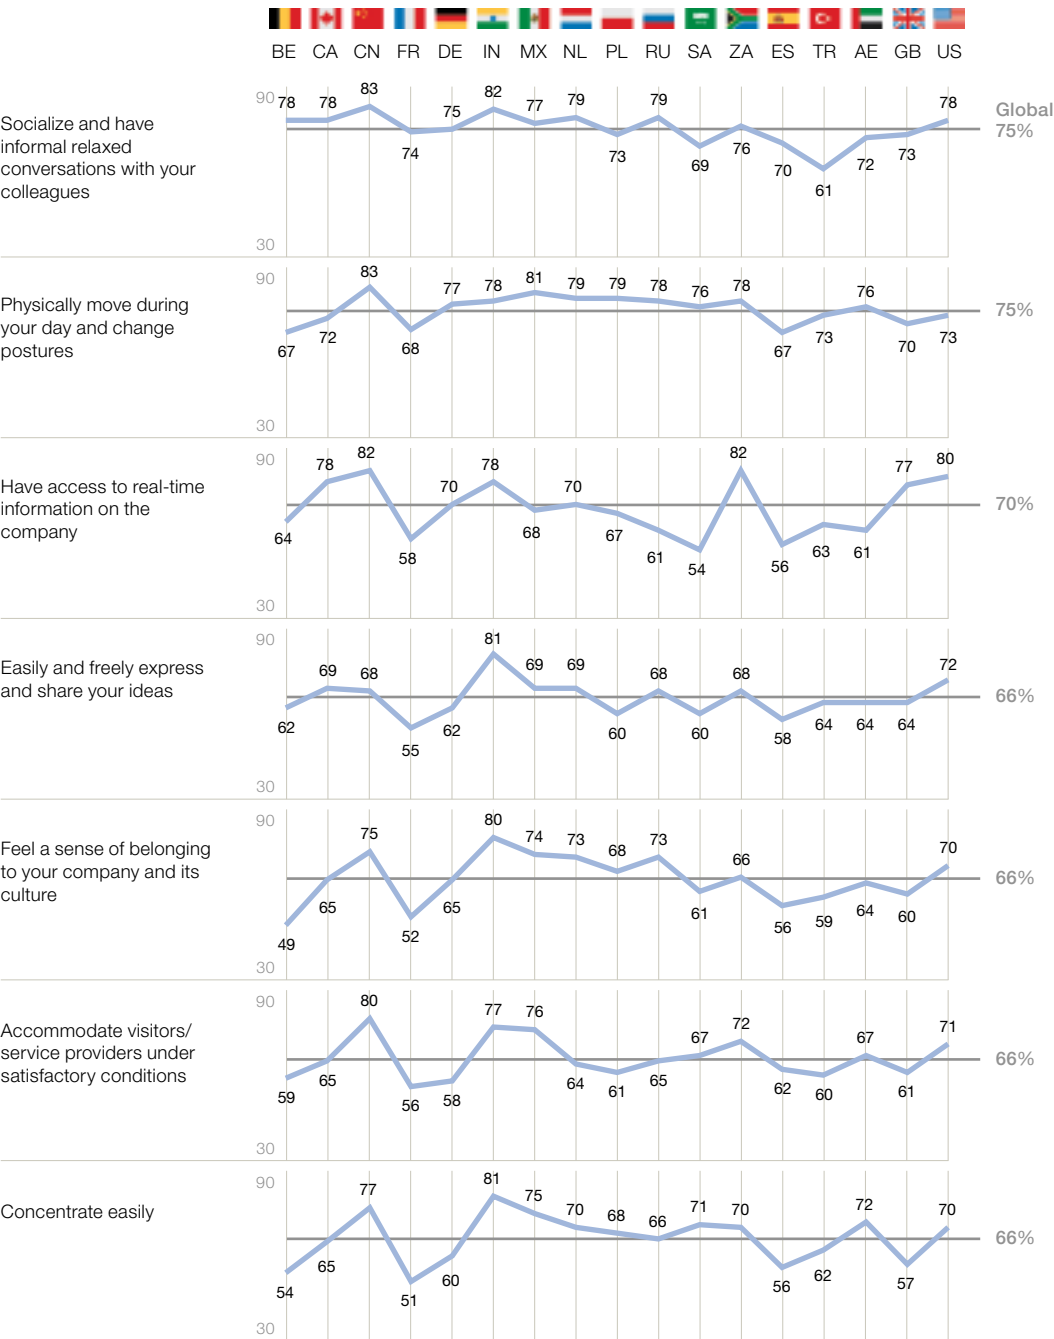 BE CA CN FR DE IN MX NL PL RU SA ZA ES TR AE GB US
90 78 78 83 74 75 82 77 79 73 79 69 76 70 61 72 73 78
Global
75%
Socialize and have
informal relaxed
conversations with your
colleagues
30
90 67 72 83 68 77 78 81 79 79 78 76 78 67 73 76 70 73
75%
Physically move during
your day and change
postures
30
90 64 78 82 58 70 78 68 70 67 61 54 82 56 63 61 77 80
70%
Have access to real-time
information on the
company
30
90 62 69 68 55 62 81 69 69 60 68 60 68 58 64 64 64 72
66%
Easily and freely express
and share your ideas
30
90 49 65 75 52 65 80 74 73 68 73 61 66 56 59 64 60 70
66%
Feel a sense of belonging
to your company and its
culture
30
90 59 65 80 56 58 77 76 64 61 65 67 72 62 60 67 61 71
66%
Accommodate visitors/
service providers under
satisfactory conditions
30
90 54 65 77 51 60 81 75 70 68 66 71 70 56 62 72 57 70
66%
Concentrate easily
30